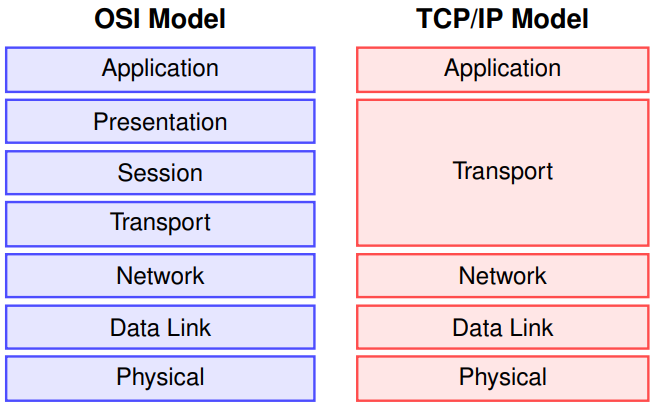 OSI Model
Application
Presentation
Session
Transport
Network
Data Link
Physical
TCP/IP Model
Application
Transport
Network
Data Link
Physical